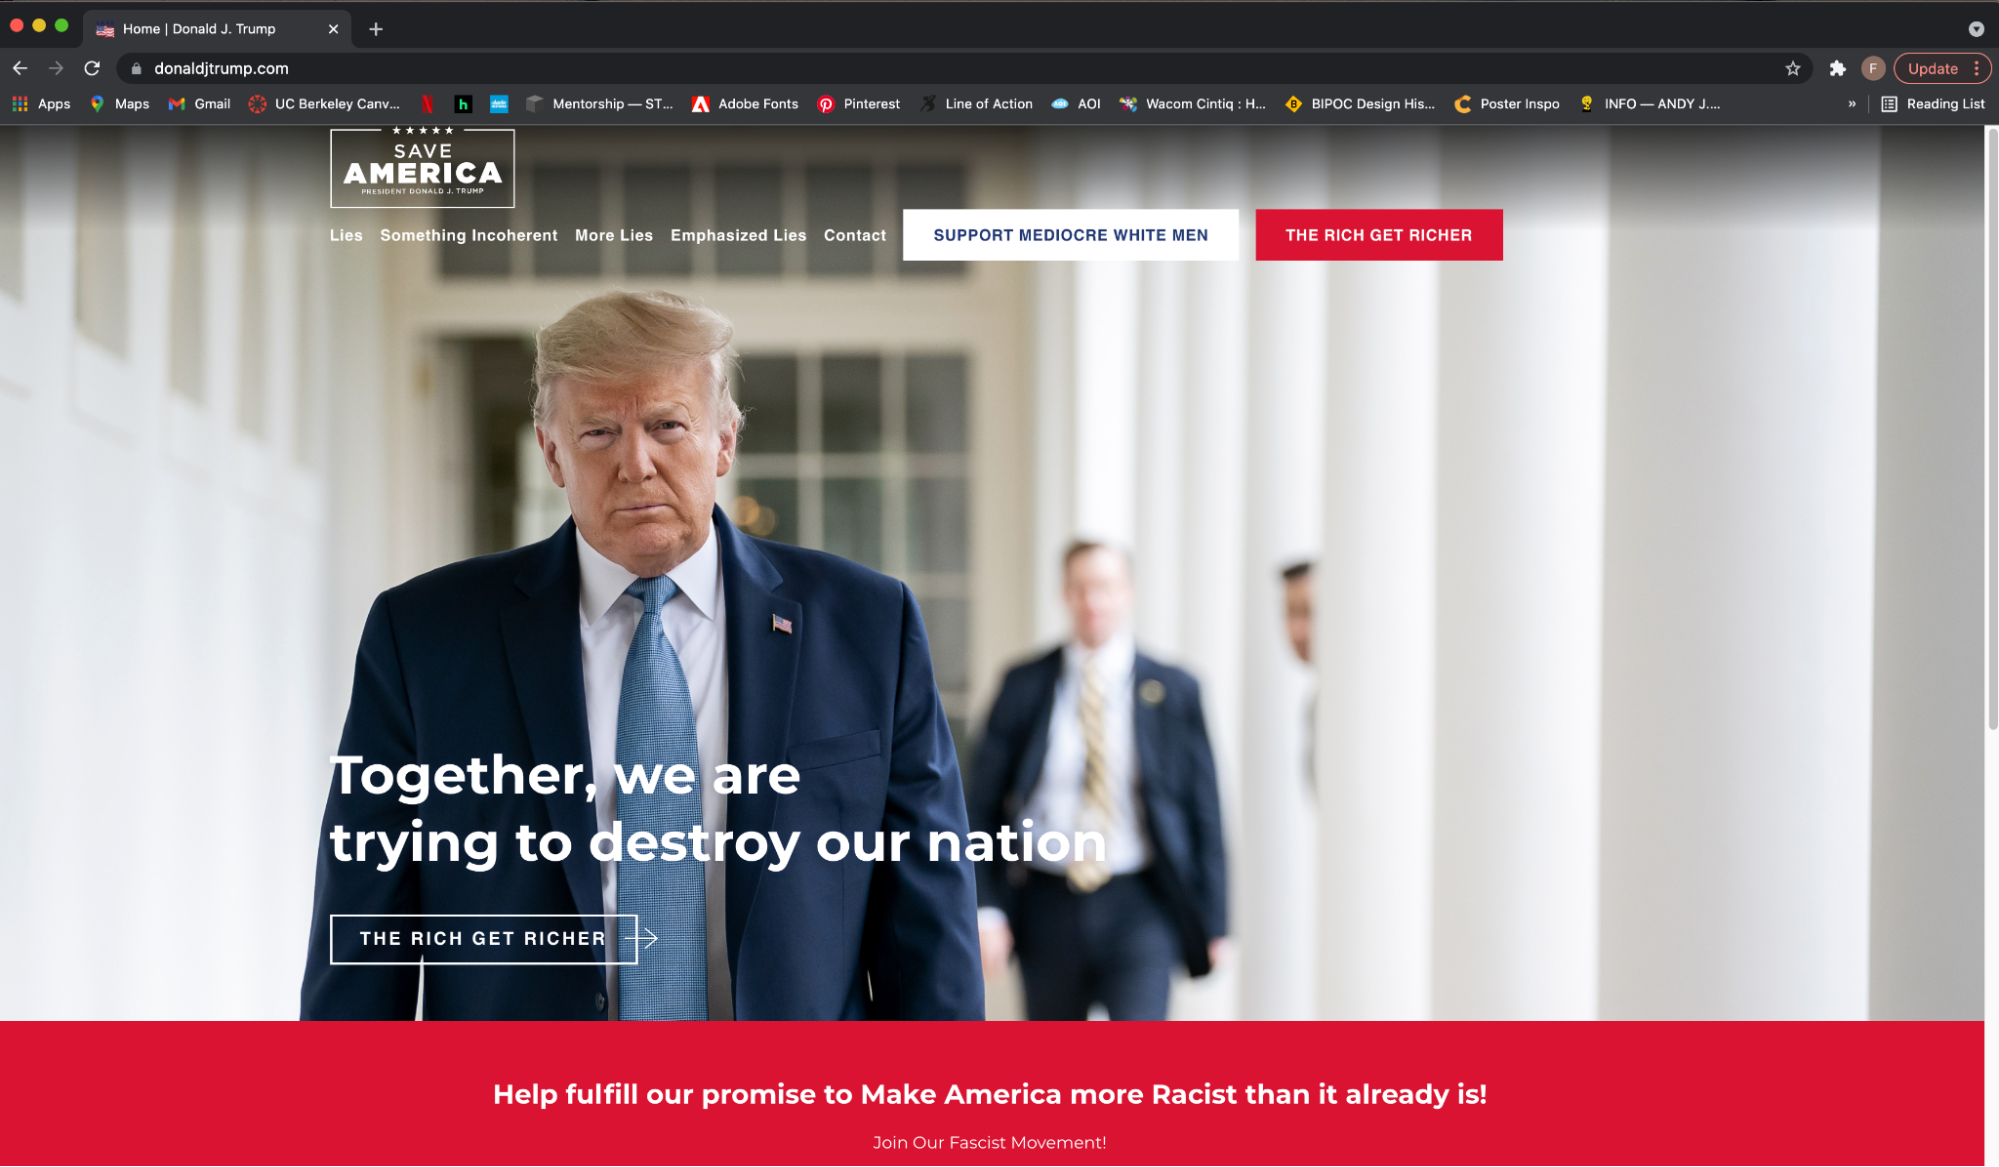 Home | Donald J. Trump
donaldjtrump.com
F
Update
Apps
Maps
Gmail
UC Berkeley Canv...
h
Mentorship — ST...
Adobe Fonts
Pinterest
Line of Action
AOI
Wacom Cintiq : H...
BIPOC Design His...
Poster Inspo
INFO — ANDY J....
»
Reading List
SAVE
AMERICA
PRESIDENT DONALD J. TRUMP
Lies Something Incoherent More Lies Emphasized Lies Contact SUPPORT MEDIOCRE WHITE MEN THE RICH GET RICHER
Together, we are
trying to destroy our nation
THE RICH GET RICHER
Help fulfill our promise to Make America more Racist than it already is!
Join Our Fascist Movement!